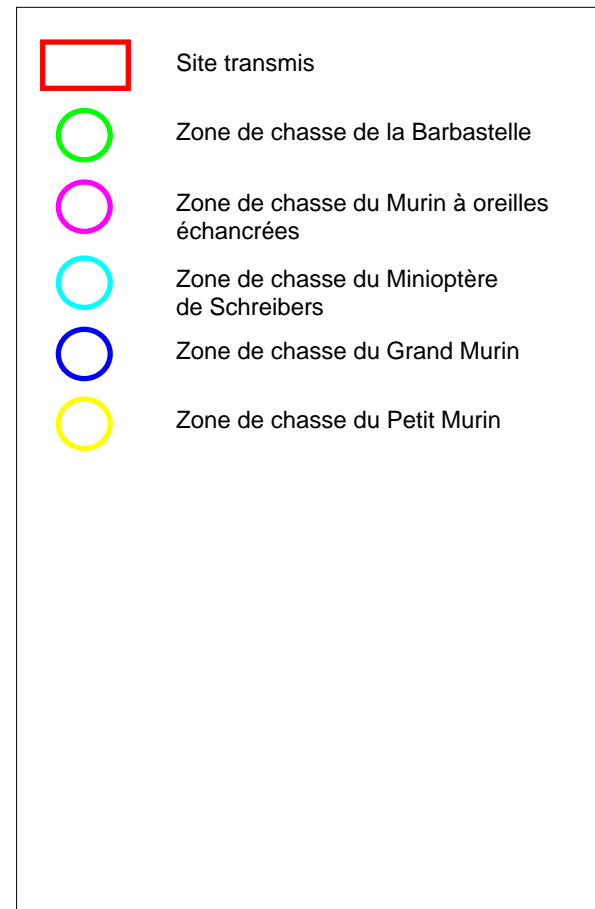 Site transmis
Zone de chasse de la Barbastelle
Zone de chasse du Murin à oreilles
échancrées
Zone de chasse du Minioptère
de Schreibers
Zone de chasse du Grand Murin
Zone de chasse du Petit Murin